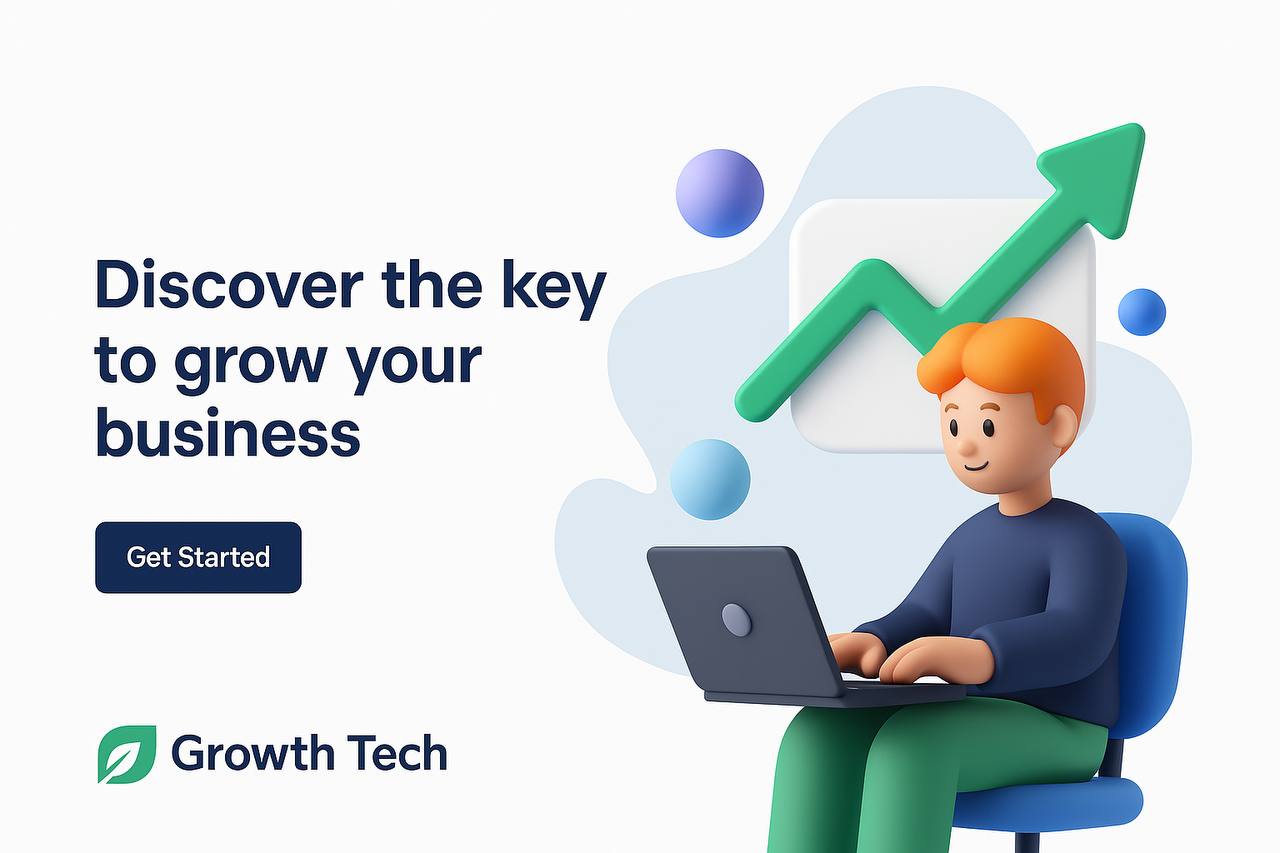 Discover the key
to grow your
business
Get Started
Growth Tech